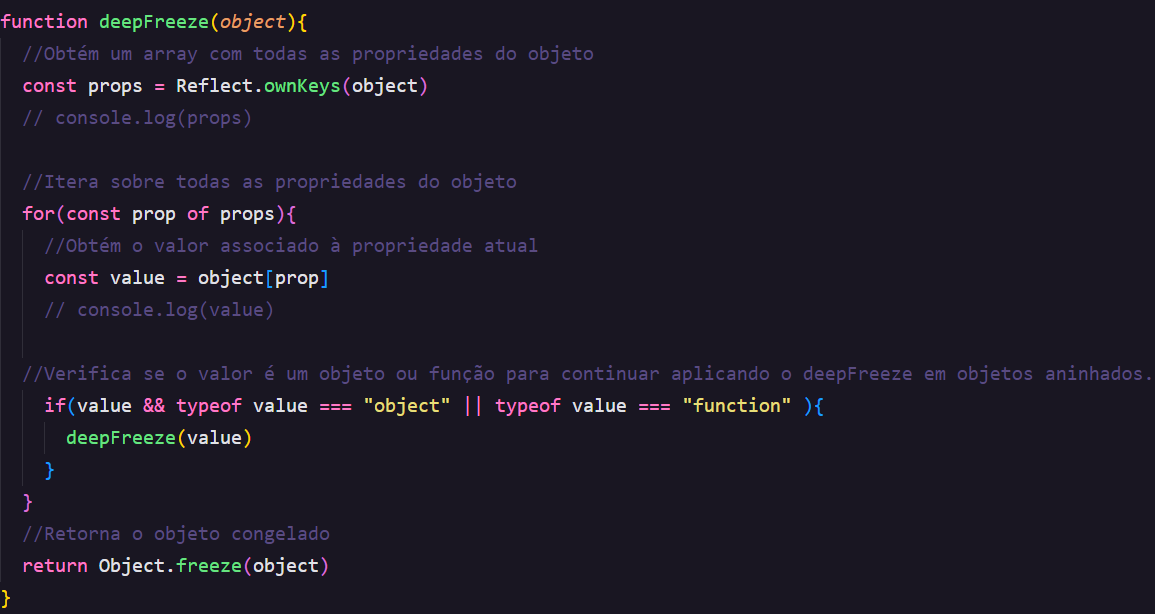 function deepFreeze(object){
//Obtém um array com todas as propriedades do objeto
const props = Reflect.ownKeys(object)
// console.log(props)
//Itera sobre todas as propriedades do objeto
for(const prop of props){
//Obtém o valor associado à propriedade atual
const value = object[prop]
// console.log(value)
//Verifica se o valor é um objeto ou função para continuar aplicando o deepFreeze em objetos aninhados.
if(value && typeof value === "object" || typeof value === "function" ){
deepFreeze(value)
}
}
//Retorna o objeto congelado
return Object.freeze(object)
}